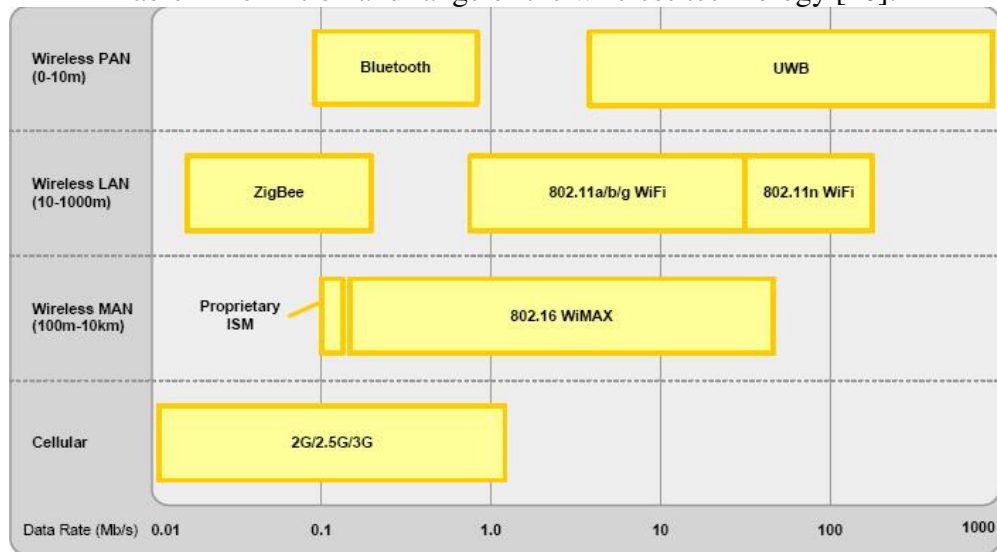 wireless technology
Wireless PAN
(0-10m)
Bluetooth
UWB
Wireless LAN
(10-1000m)
ZigBee
802.11a/b/g WiFi
802.11n WiFi
Wireless MAN
(100m-10km)
Proprietary
ISM
802.16 WiMAX
Cellular
2G/2.5G/3G
Data Rate (Mb/s) 0.01 0.1 1.0 10 100 1000